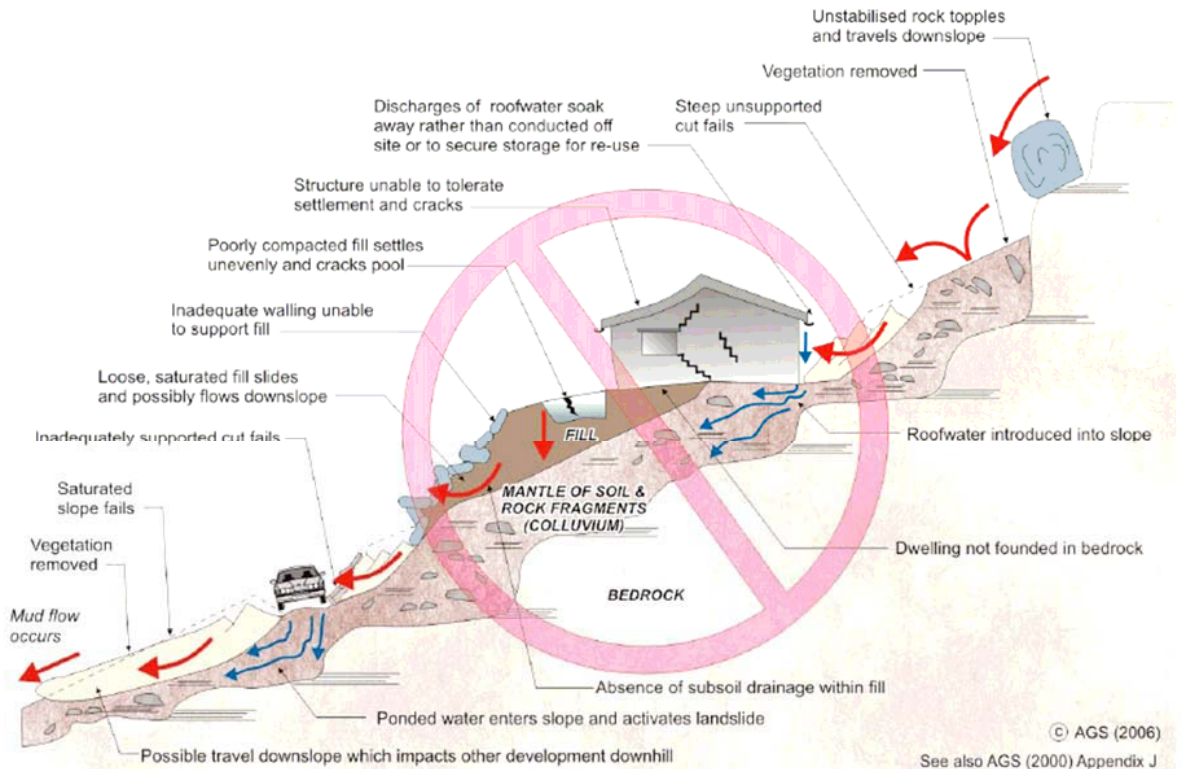 Unstabilised rock topples
and travels downslope
Vegetation removed
Discharges of roofwater soak
away rather than conducted off
site or to secure storage for re-use
Steep unsupported
cut fails
Structure unable to tolerate
settlement and cracks
Poorly compacted fill settles
unevenly and cracks pool
Inadequate walling unable
to support fill
Loose, saturated fill slides
and possibly flows downslope
Inadequately supported cut fails
Saturated
slope fails
Vegetation
removed
Mud flow
occurs
FILL
MANTLE OF SOIL &
ROCK FRAGMENTS
(COLLUVIUM)
BEDROCK
Roofwater introduced into slope
Dwelling not founded in bedrock
Absence of subsoil drainage within fill
Ponded water enters slope and activates landslide
Possible travel downslope which impacts other development downhill
© AGS (2006)
See also AGS (2000) Appendix J